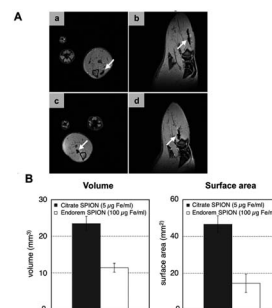 A
a
b
c
d
B
Volume
Surface area
Citrate SPION (5 µg Fe/ml)
Endorem SPION (100 µg Fe/ml)
volume (mm³)
30
20
10
0
Citrate SPION (5 µg Fe/ml)
Endorem SPION (100 µg Fe/m
surface area (mm²)
60
40
20
0